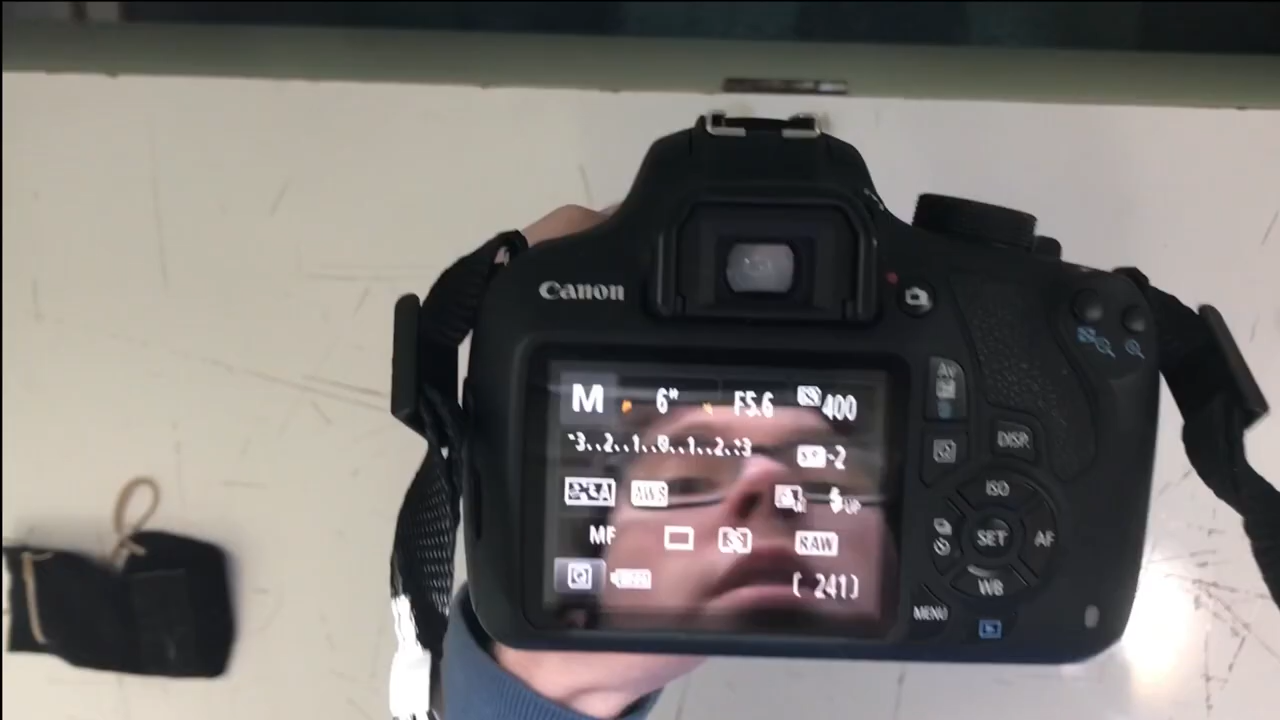 Canon
M 6" F5.6 400
-3..2..1..0..1..2..:3 -2
MF RAW
[ 241]
AV
DISP.
ISO
SET AF
WB
MENU